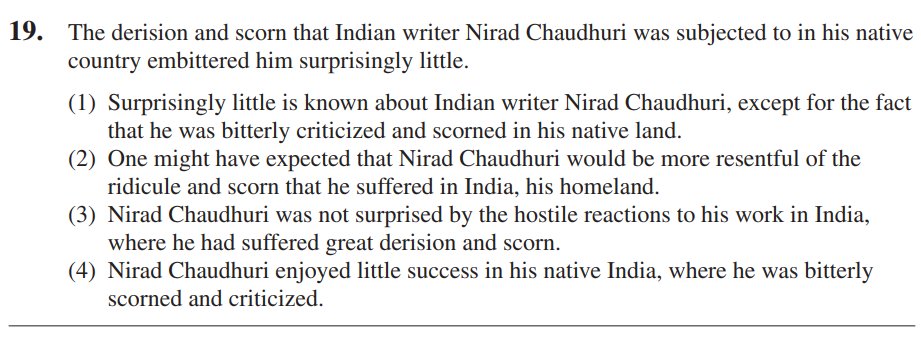 19. The derision and scorn that Indian writer Nirad Chaudhuri was subjected to in his native
country embittered him surprisingly little.
(1) Surprisingly little is known about Indian writer Nirad Chaudhuri, except for the fact
that he was bitterly criticized and scorned in his native land.
(2) One might have expected that Nirad Chaudhuri would be more resentful of the
ridicule and scorn that he suffered in India, his homeland.
(3) Nirad Chaudhuri was not surprised by the hostile reactions to his work in India,
where he had suffered great derision and scorn.
(4) Nirad Chaudhuri enjoyed little success in his native India, where he was bitterly
scorned and criticized.